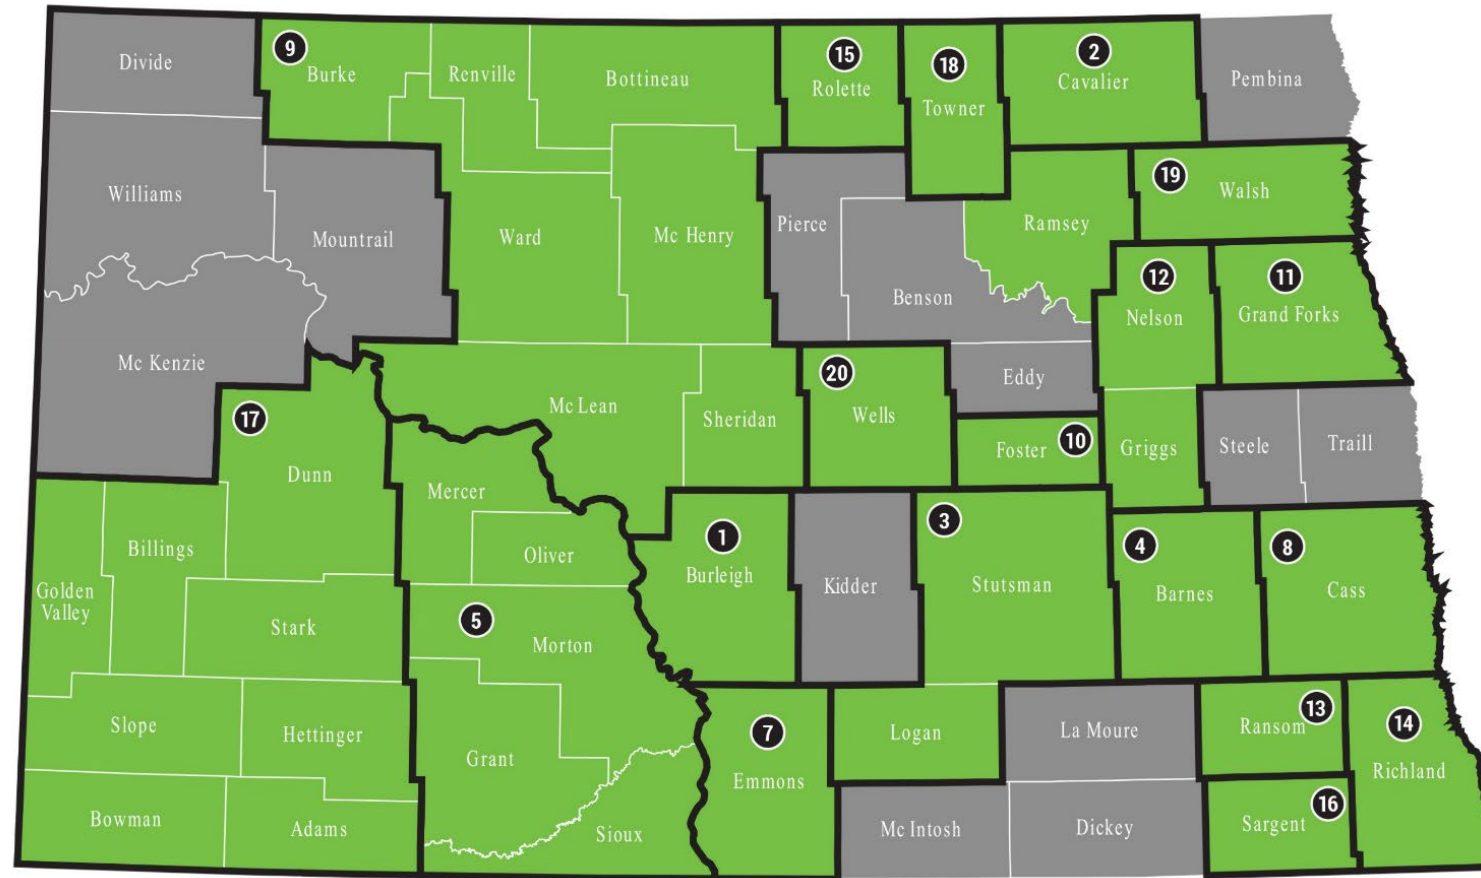 Divide
9
Burke
Renville
Bottineau
15
Rolette
18
Towner
2
Cavalier
Pembina
Williams
Mountrail
Ward
Mc Henry
Pierce
Benson
Ramsey
19
Walsh
12
Nelson
11
Grand Forks
Mc Kenzie
17
Dunn
Mc Lean
Sheridan
20
Wells
Eddy
Foster
10
Griggs
Steele
Traill
Golden
Valley
Billings
Stark
Mercer
Oliver
5
Morton
1
Burleigh
Kidder
3
Stutsman
4
Barnes
8
Cass
Slope
Hettinger
Grant
7
Emmons
Logan
La Moure
Ransom
13
14
Richland
Bowman
Adams
Sioux
Mc Intosh
Dickey
Sargent
16